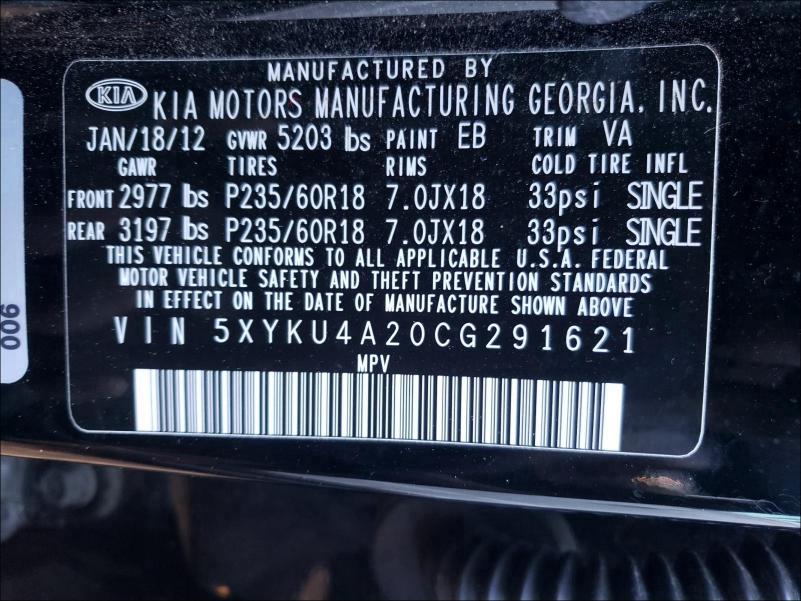 MANUFACTURED BY
KIA KIA MOTORS MANUFACTURING GEORGIA, INC.
JAN/18/12 GVWR 5203 lbs PAINT EB TRIM VA
GAWR TIRES RIMS COLD TIRE INFL
FRONT 2977 lbs P235/60R18 7.0JX18 33psi SINGLE
REAR 3197 lbs P235/60R18 7.0JX18 33psi SINGLE
THIS VEHICLE CONFORMS TO ALL APPLICABLE U.S.A. FEDERAL
MOTOR VEHICLE SAFETY AND THEFT PREVENTION STANDARDS
IN EFFECT ON THE DATE OF MANUFACTURE SHOWN ABOVE
VIN 5XYKU4A20CG291621
MPV
006